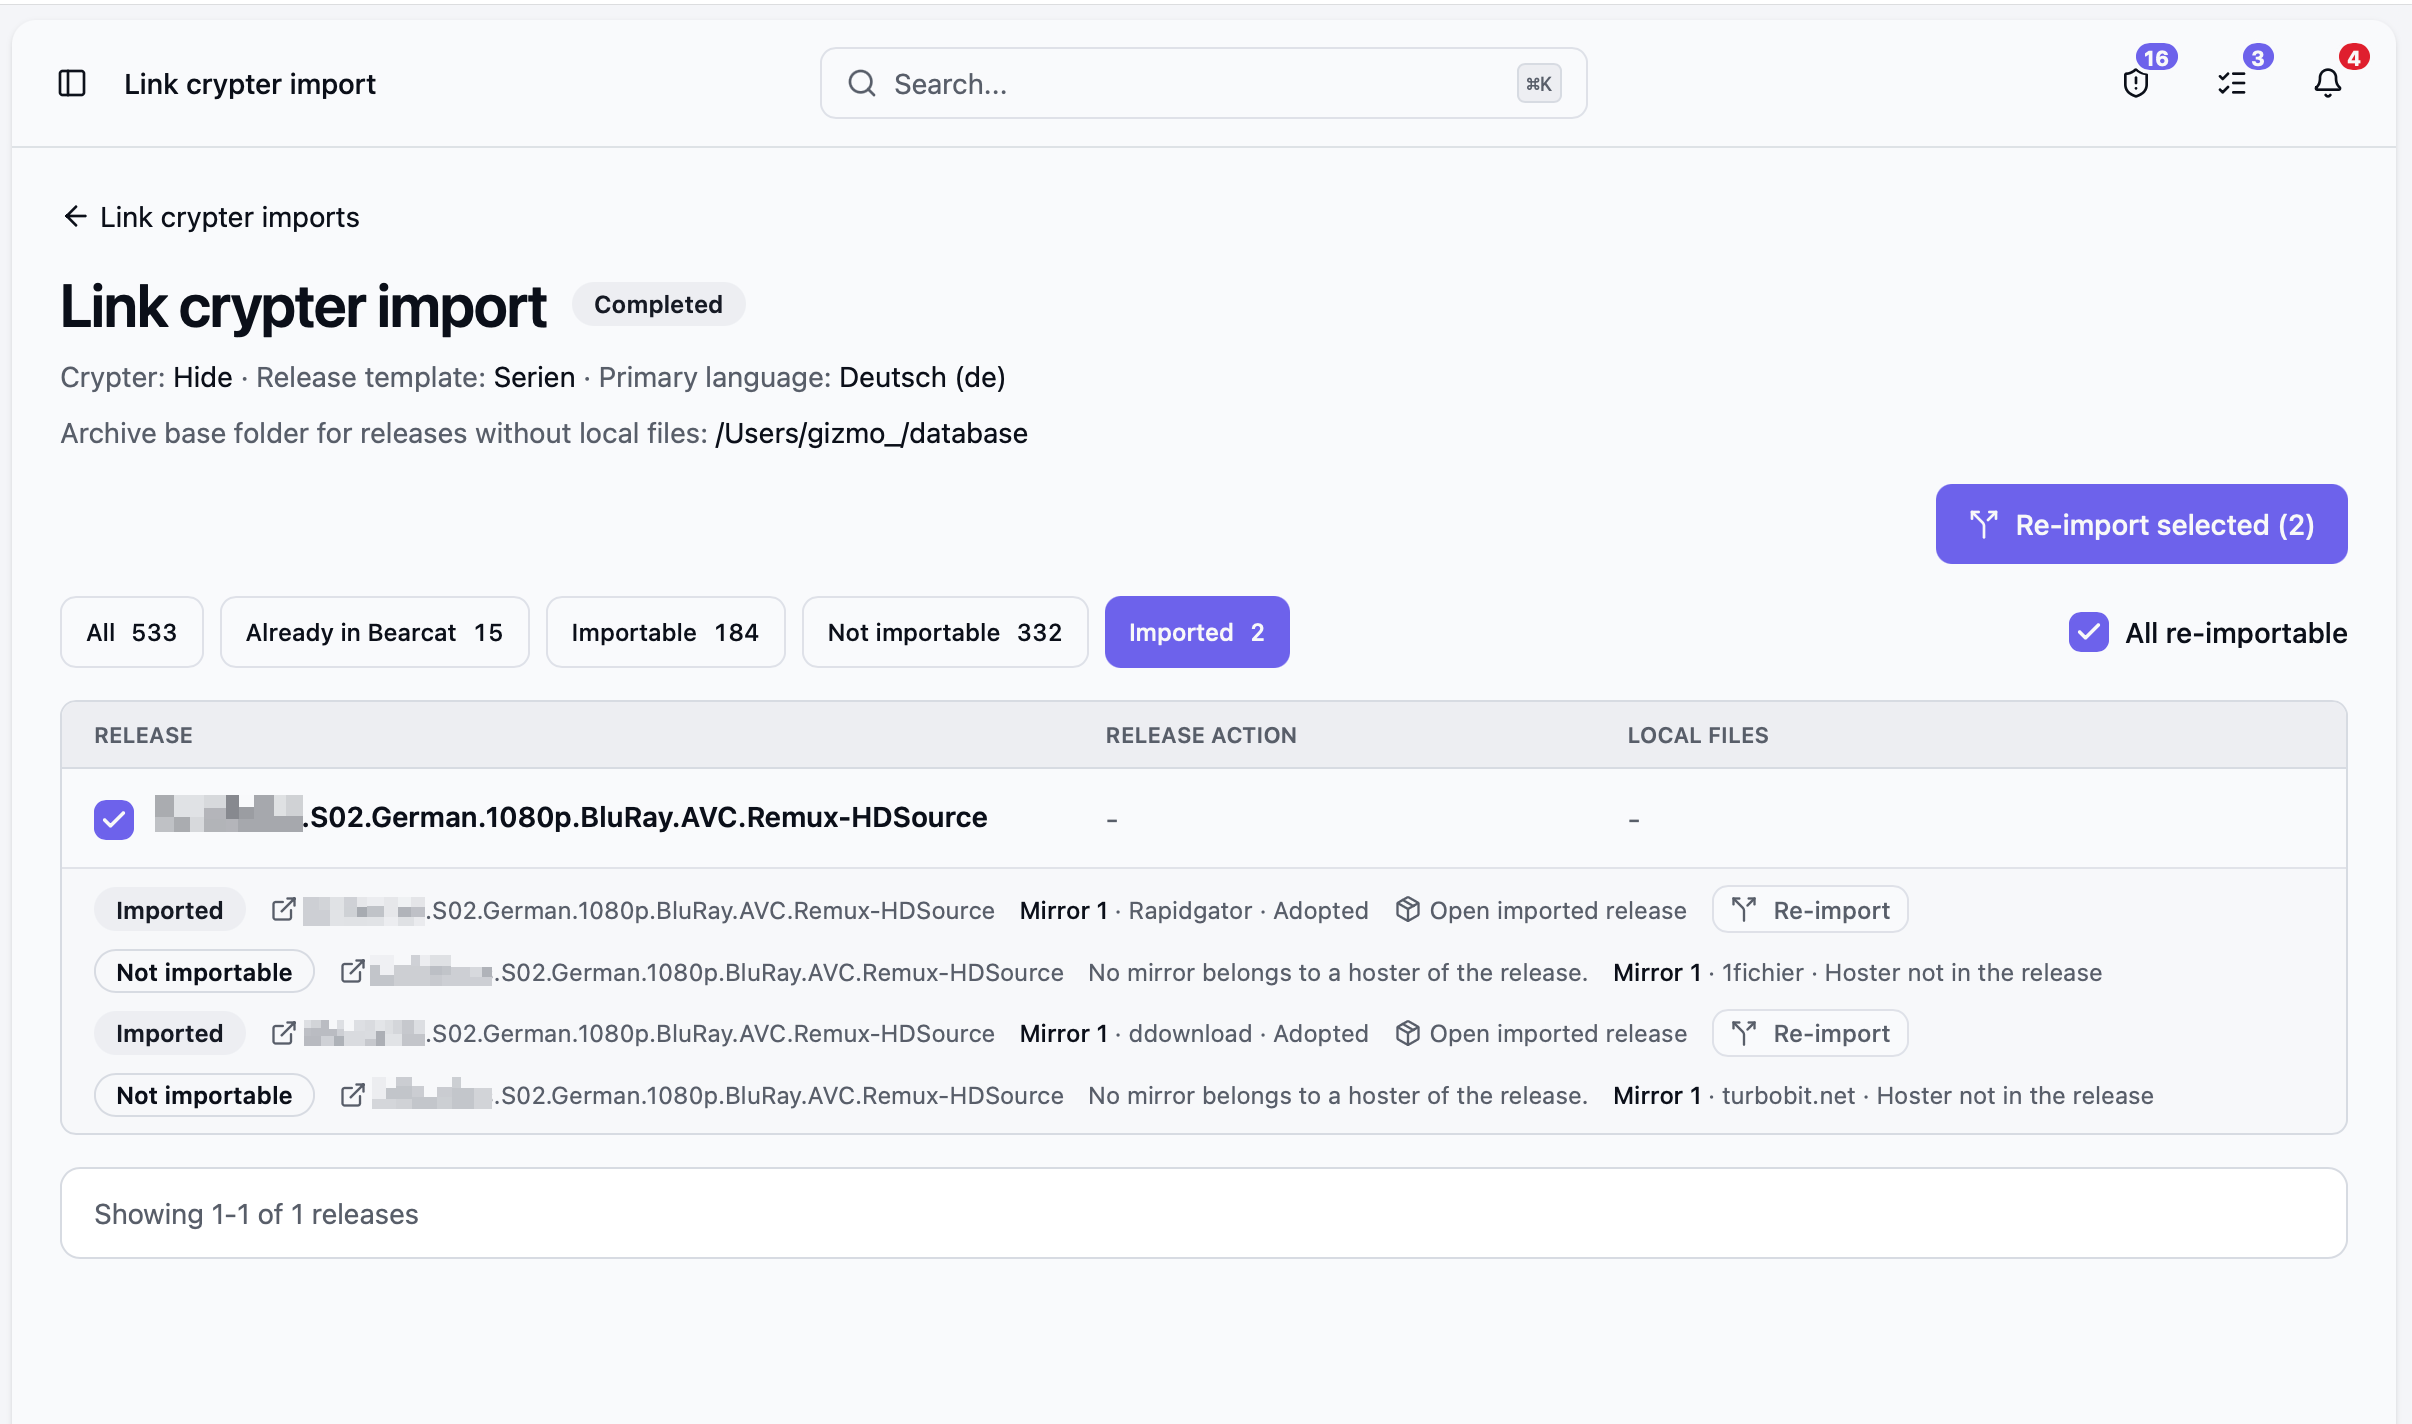 Link crypter import
Search...
⌘K
16
3
4
Link crypter imports
Link crypter import Completed
Crypter: Hide · Release template: Serien · Primary language: Deutsch (de)
Archive base folder for releases without local files: /Users/gizmo_/database
Re-import selected (2)
All 533 Already in Bearcat 15 Importable 184 Not importable 332 Imported 2 All re-importable
RELEASE RELEASE ACTION LOCAL FILES
.S02.German.1080p.BluRay.AVC.Remux-HDSource - -
Imported .S02.German.1080p.BluRay.AVC.Remux-HDSource Mirror 1 · Rapidgator · Adopted Open imported release Re-import
Not importable .S02.German.1080p.BluRay.AVC.Remux-HDSource No mirror belongs to a hoster of the release. Mirror 1 · 1fichier · Hoster not in the release
Imported .S02.German.1080p.BluRay.AVC.Remux-HDSource Mirror 1 · ddownload · Adopted Open imported release Re-import
Not importable .S02.German.1080p.BluRay.AVC.Remux-HDSource No mirror belongs to a hoster of the release. Mirror 1 · turbobit.net · Hoster not in the release
Showing 1-1 of 1 releases